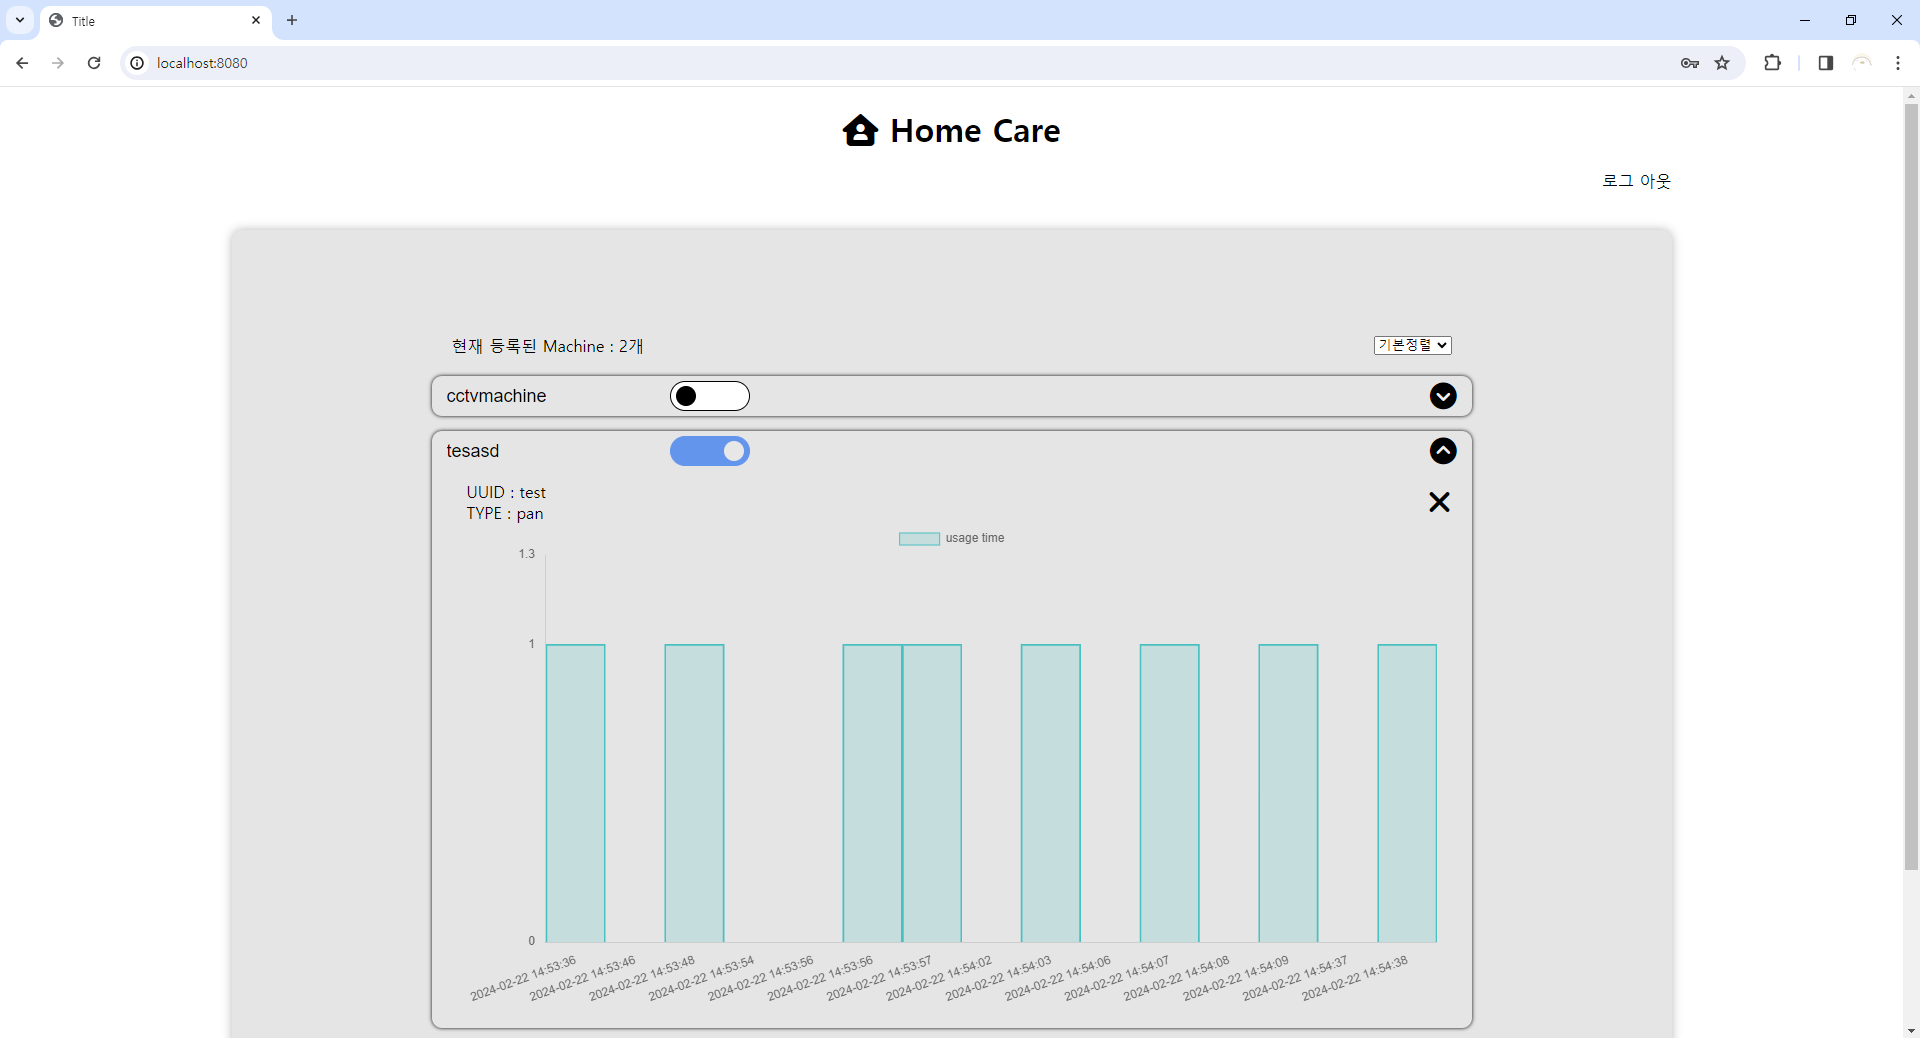 Title
localhost:8080
Home Care
로그 아웃
현재 등록된 Machine : 2개
기본정렬
cctvmachine
tesasd
UUID : test
TYPE : pan
usage time
1.3
1
0
2024-02-22 14:53:36
2024-02-22 14:53:46
2024-02-22 14:53:48
2024-02-22 14:53:54
2024-02-22 14:53:56
2024-02-22 14:53:56
2024-02-22 14:53:57
2024-02-22 14:54:02
2024-02-22 14:54:03
2024-02-22 14:54:06
2024-02-22 14:54:07
2024-02-22 14:54:08
2024-02-22 14:54:09
2024-02-22 14:54:37
2024-02-22 14:54:38